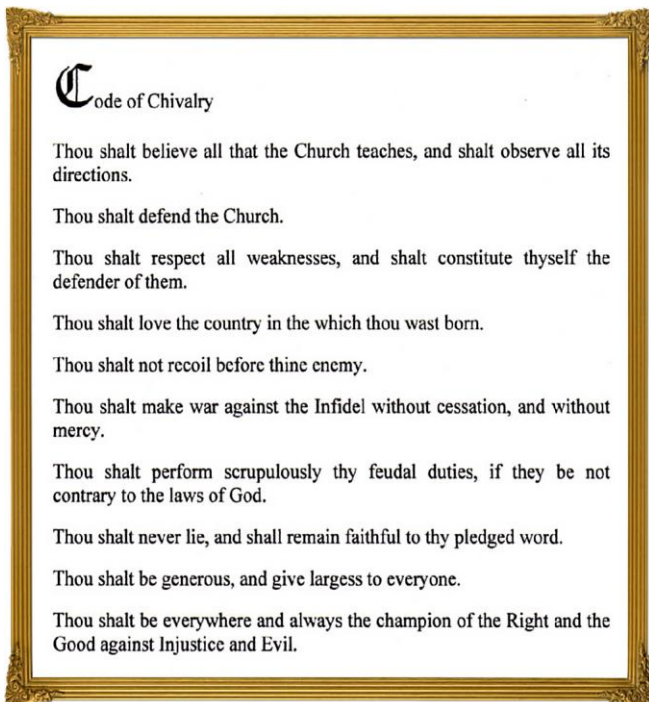 Code of Chivalry
Thou shalt believe all that the Church teaches, and shalt observe all its
directions.
Thou shalt defend the Church.
Thou shalt respect all weaknesses, and shalt constitute thyself the
defender of them.
Thou shalt love the country in the which thou wast born.
Thou shalt not recoil before thine enemy.
Thou shalt make war against the Infidel without cessation, and without
mercy.
Thou shalt perform scrupulously thy feudal duties, if they be not
contrary to the laws of God.
Thou shalt never lie, and shall remain faithful to thy pledged word.
Thou shalt be generous, and give largess to everyone.
Thou shalt be everywhere and always the champion of the Right and the
Good against Injustice and Evil.